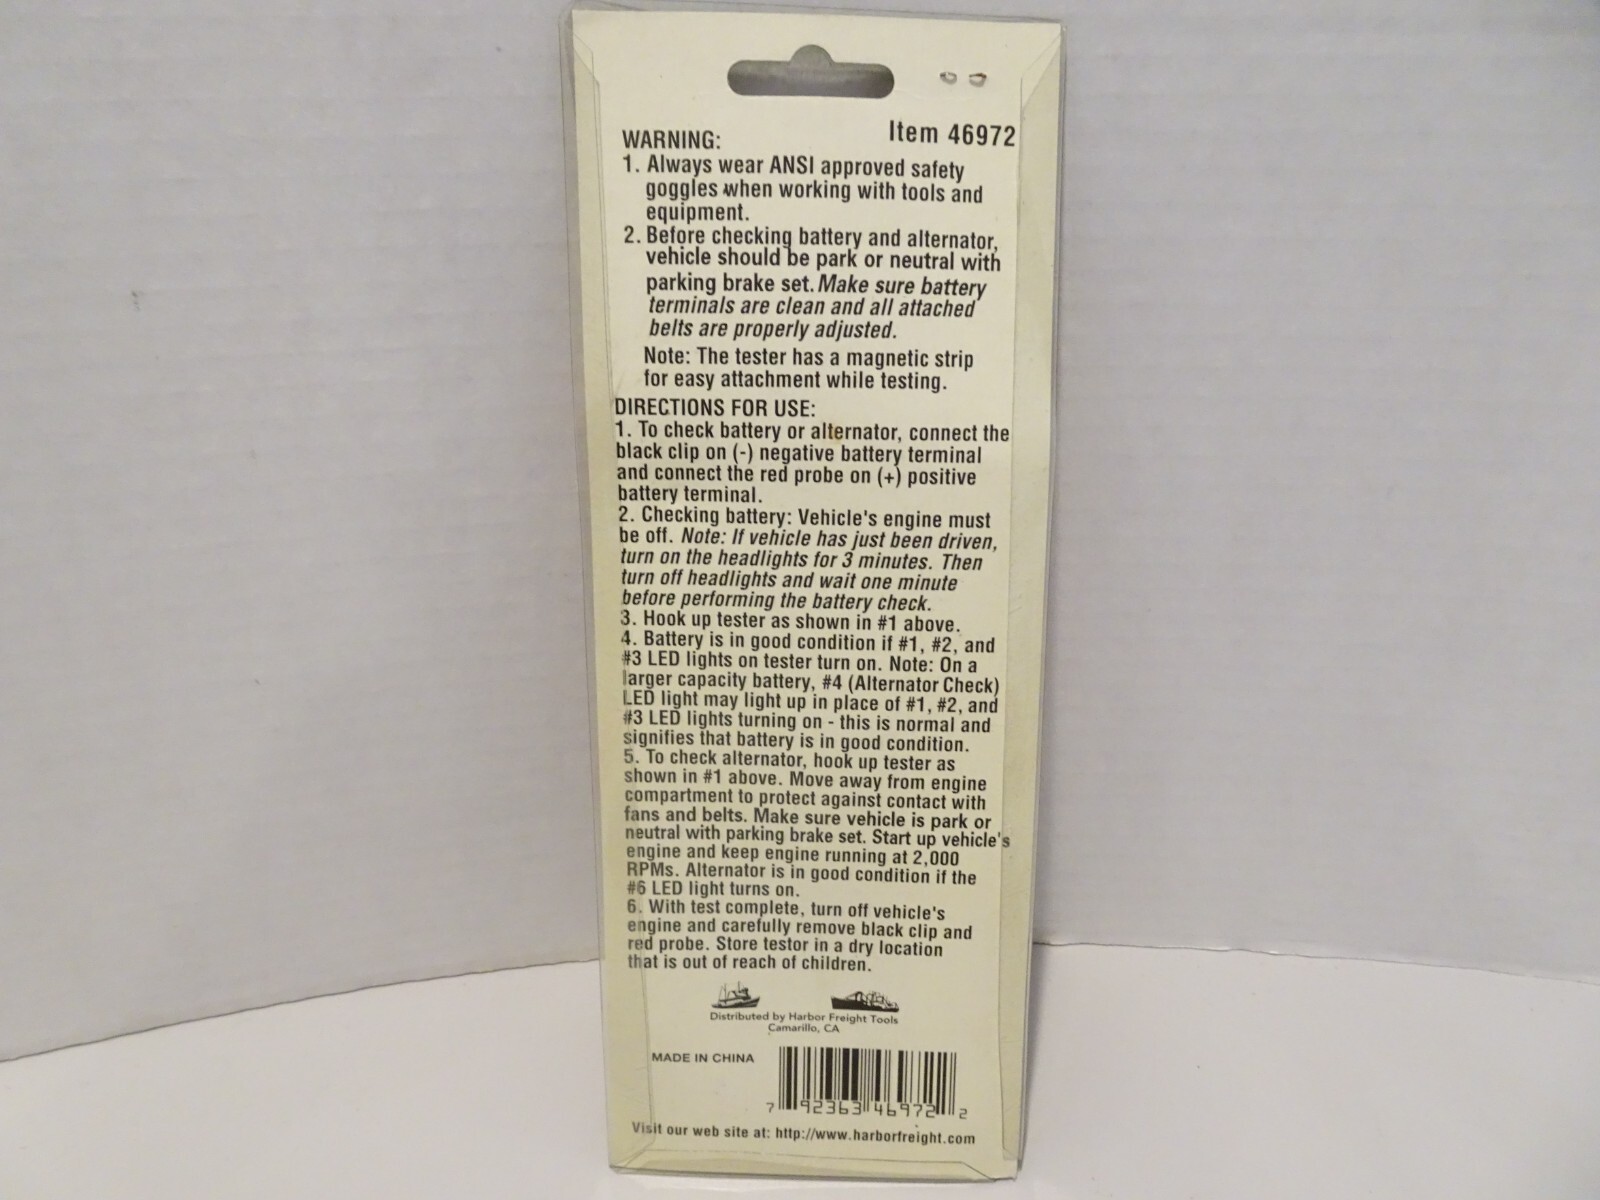 Item 46972
WARNING:
1. Always wear ANSI approved safety
goggles when working with tools and
equipment.
2. Before checking battery and alternator,
vehicle should be park or neutral with
parking brake set. Make sure battery
terminals are clean and all attached
belts are properly adjusted.
Note: The tester has a magnetic strip
for easy attachment while testing.
DIRECTIONS FOR USE:
1. To check battery or alternator, connect the
black clip on (-) negative battery terminal
and connect the red probe on (+) positive
battery terminal.
2. Checking battery: Vehicle's engine must
be off. Note: If vehicle has just been driven,
turn on the headlights for 3 minutes. Then
turn off headlights and wait one minute
before performing the battery check.
3. Hook up tester as shown in #1 above.
4. Battery is in good condition if #1, #2, and
#3 LED lights on tester turn on. Note: On a
larger capacity battery, #4 (Alternator Check)
LED light may light up in place of #1, #2, and
#3 LED lights turning on - this is normal and
signifies that battery is in good condition.
5. To check alternator, hook up tester as
shown in #1 above. Move away from engine
compartment to protect against contact with
fans and belts. Make sure vehicle is park or
neutral with parking brake set. Start up vehicle's
engine and keep engine running at 2,000
RPMs. Alternator is in good condition if the
#6 LED light turns on.
6. With test complete, turn off vehicle's
engine and carefully remove black clip and
red probe. Store testor in a dry location
that is out of reach of children.
Distributed by Harbor Freight Tools
Camarillo, CA
MADE IN CHINA
7 92363 46972 2
Visit our web site at: http://www.harborfreight.com